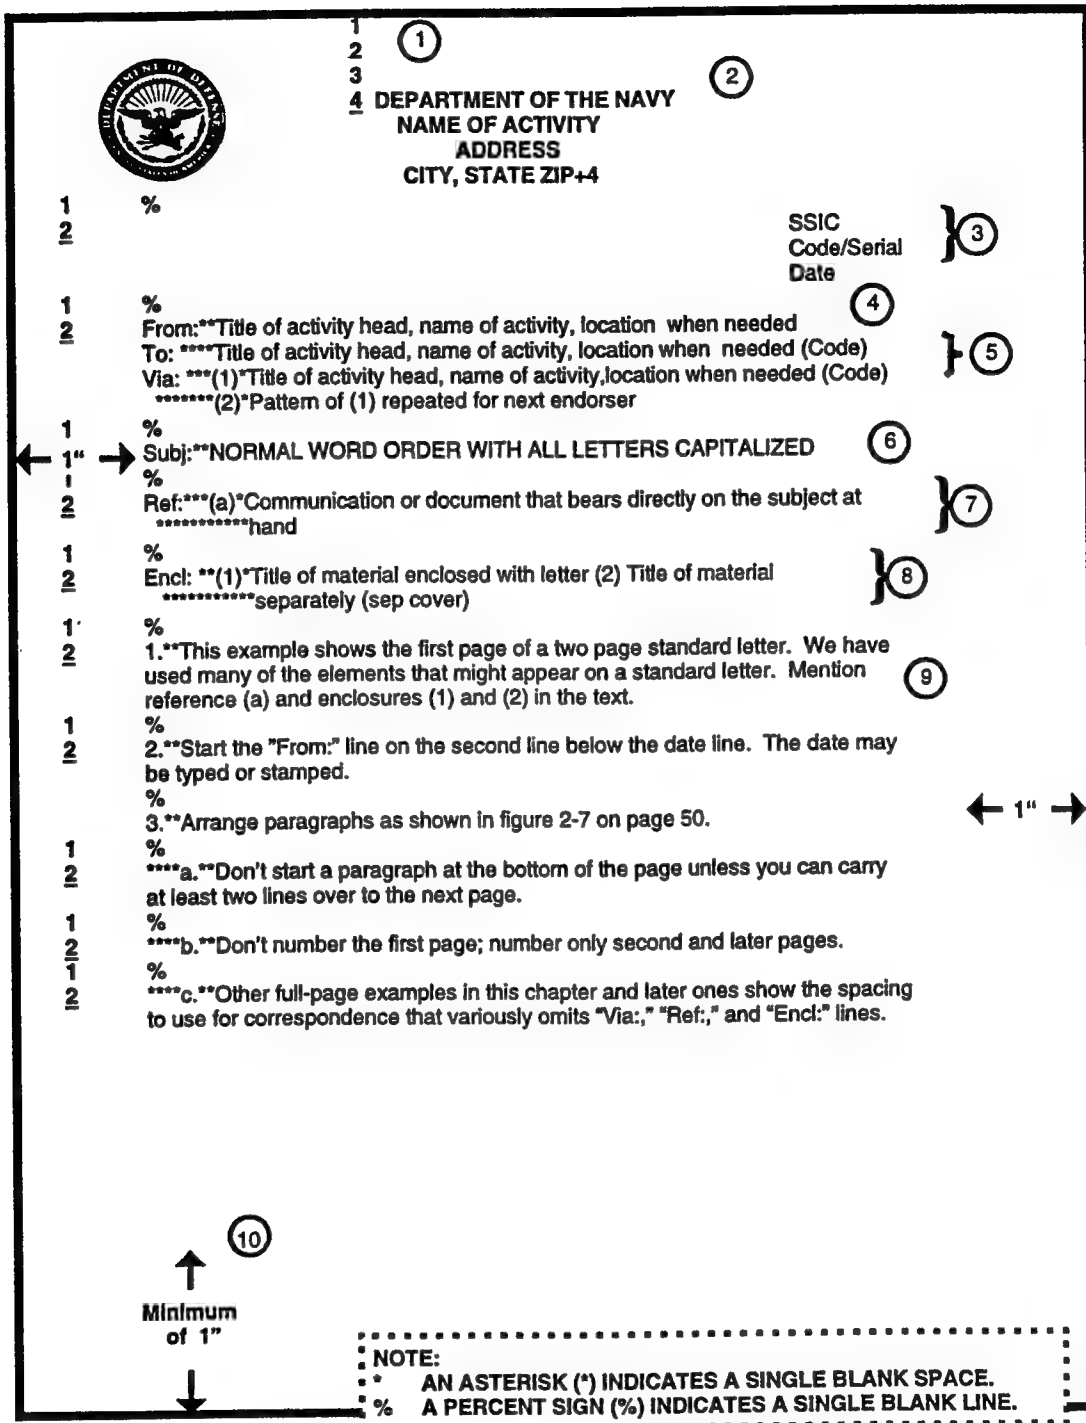 1
2 ①
3 ②
4 DEPARTMENT OF THE NAVY
NAME OF ACTIVITY
ADDRESS
CITY, STATE ZIP+4
DEPARTMENT OF DEFENSE
1 %
2 SSIC ③
Code/Serial
Date
1 % ④
2 From:**Title of activity head, name of activity, location when needed
To: ****Title of activity head, name of activity, location when needed (Code) ⑤
Via: ***(1)*Title of activity head, name of activity,location when needed (Code)
*******(2)*Pattern of (1) repeated for next endorser
1 %
1" Subj:**NORMAL WORD ORDER WITH ALL LETTERS CAPITALIZED ⑥
1 %
2 Ref:***(a)*Communication or document that bears directly on the subject at ⑦
***********hand
1 %
2 Encl: **(1)*Title of material enclosed with letter (2) Title of material ⑧
***********separately (sep cover)
1 %
2 1.**This example shows the first page of a two page standard letter. We have
used many of the elements that might appear on a standard letter. Mention ⑨
reference (a) and enclosures (1) and (2) in the text.
1 %
2 2.**Start the "From:" line on the second line below the date line. The date may
be typed or stamped.
%
3.**Arrange paragraphs as shown in figure 2-7 on page 50. 1"
1 %
2 ****a.**Don't start a paragraph at the bottom of the page unless you can carry
at least two lines over to the next page.
1 %
2 ****b.**Don't number the first page; number only second and later pages.
1 %
2 ****c.**Other full-page examples in this chapter and later ones show the spacing
to use for correspondence that variously omits "Via:," "Ref:," and "Encl:" lines.
⑩
Minimum
of 1"
NOTE:
* AN ASTERISK (*) INDICATES A SINGLE BLANK SPACE.
% A PERCENT SIGN (%) INDICATES A SINGLE BLANK LINE.